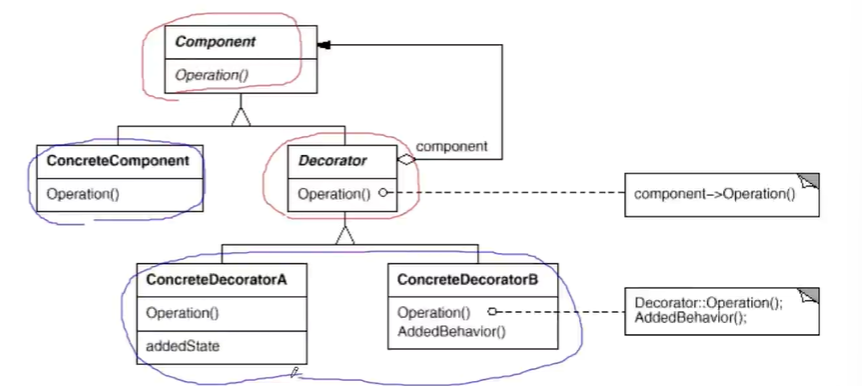 Component
Operation()
component
ConcreteComponent
Operation()
Decorator
Operation()
component->Operation()
ConcreteDecoratorA
Operation()
addedState
ConcreteDecoratorB
Operation()
AddedBehavior()
Decorator::Operation();
AddedBehavior();